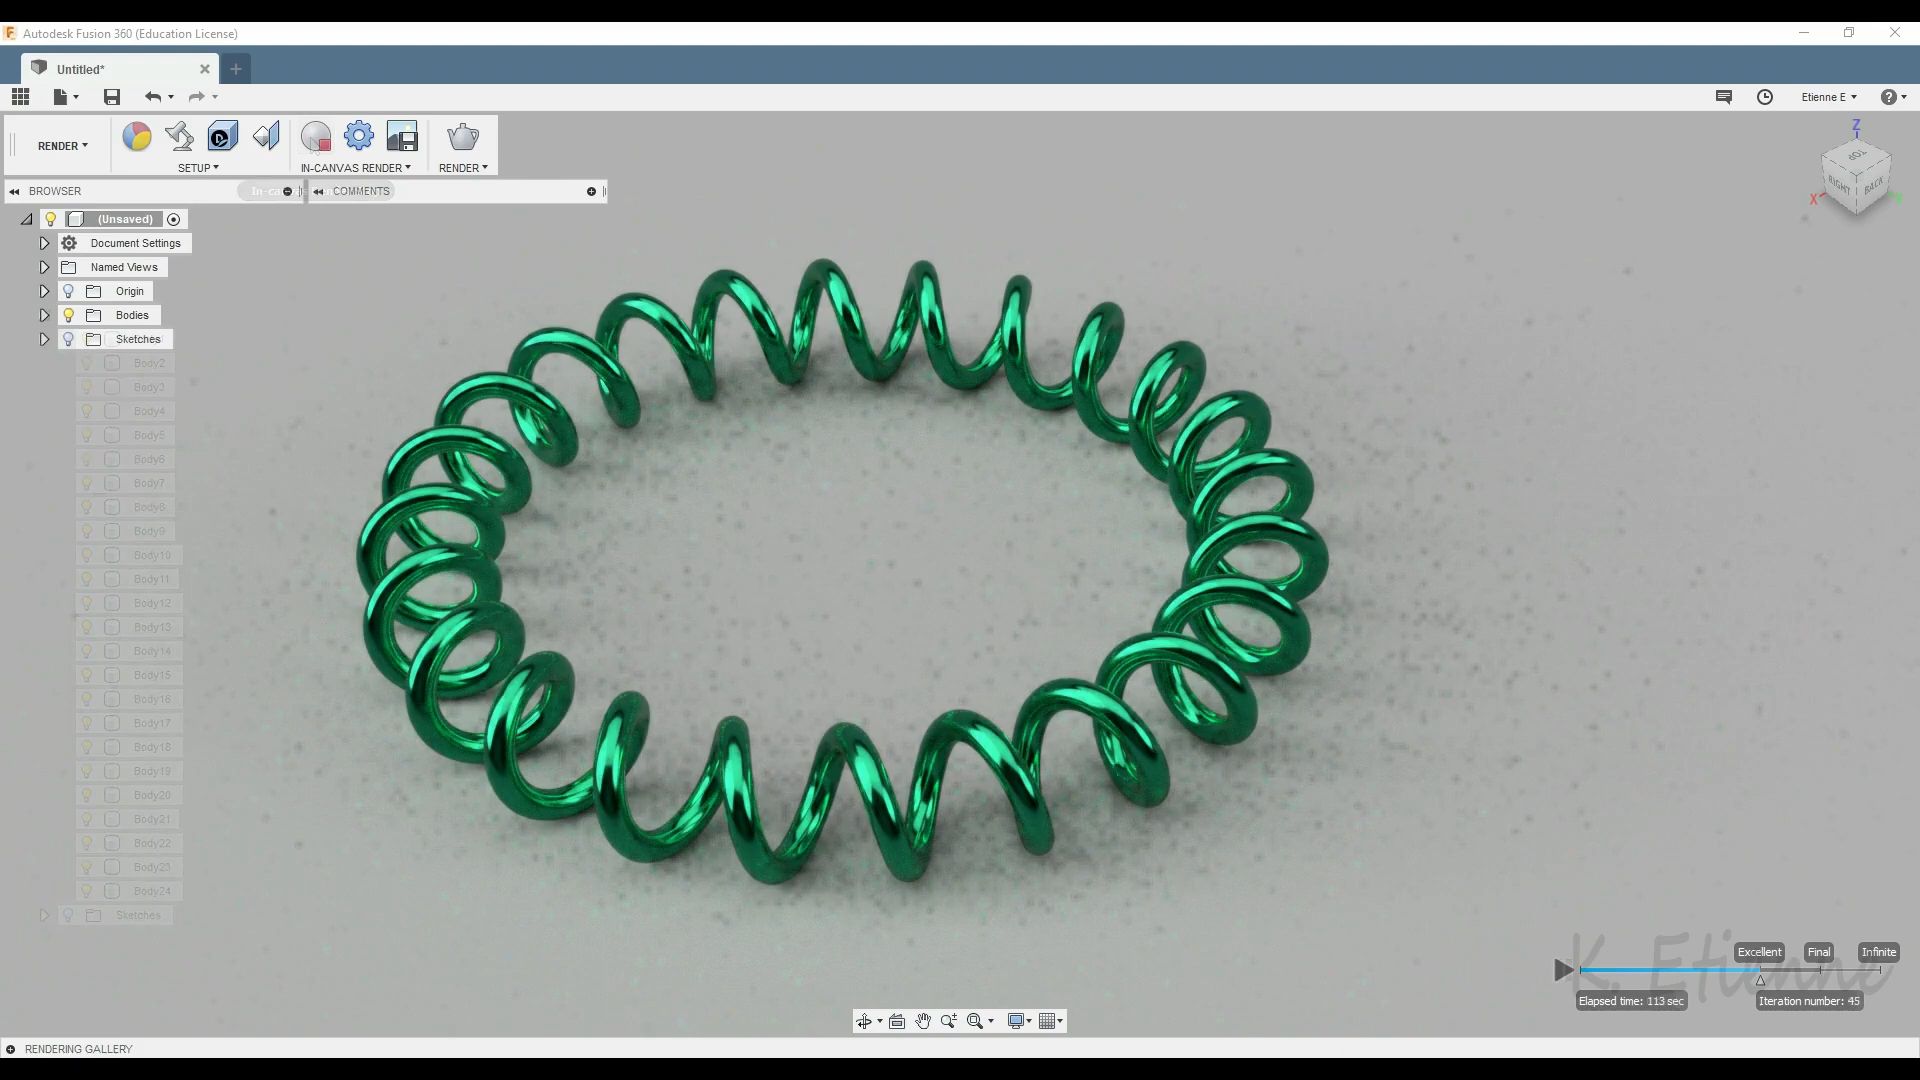 Autodesk Fusion 360 (Education License)
Untitled*
Etienne E
RENDER
SETUP
IN-CANVAS RENDER
RENDER
BROWSER
COMMENTS
(Unsaved)
Document Settings
Named Views
Origin
Bodies
Sketches
Body2
Body3
Body4
Body5
Body6
Body7
Body8
Body9
Body10
Body11
Body12
Body13
Body14
Body15
Body16
Body17
Body18
Body19
Body20
Body21
Body22
Body23
Body24
Sketches
Z
TOP
RIGHT
BACK
X
K. Etienne
Excellent
Final
Infinite
Elapsed time: 113 sec
Iteration number: 45
RENDERING GALLERY